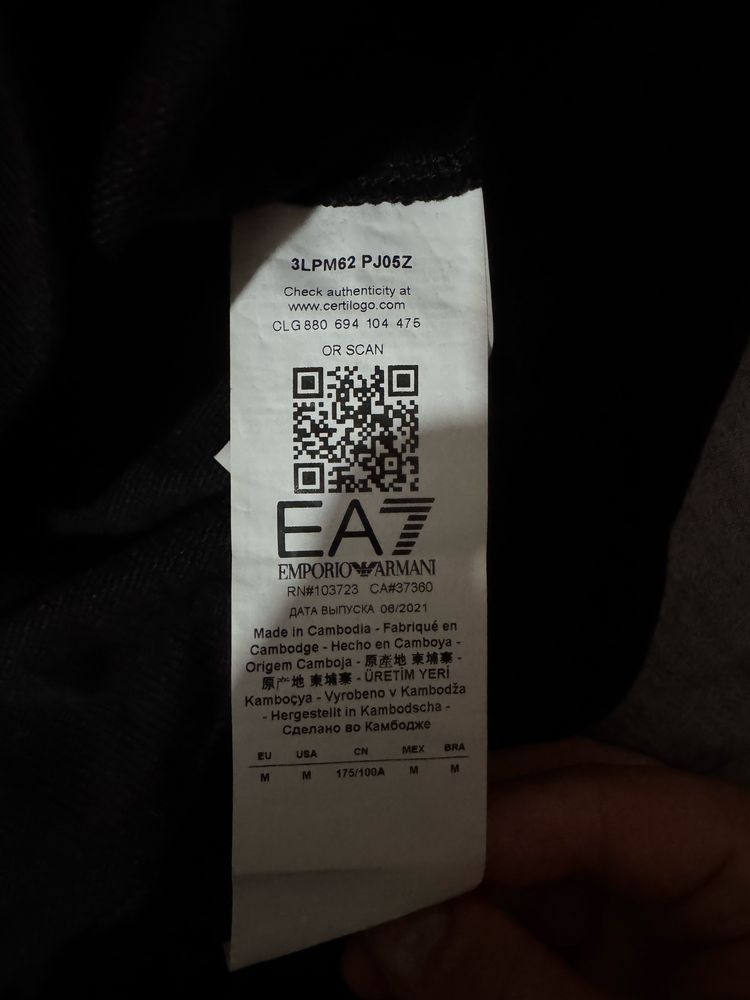 3LPM62 PJ05Z
Check authenticity at
www.certilogo.com
CLG 880 694 104 475
OR SCAN
EA7
EMPORIO ARMANI
RN#103723 CA#37360
ДАТА ВЫПУСКА 06/2021
Made in Cambodia - Fabriqué en
Cambodge - Hecho en Camboya -
Origem Camboja - 原產地 柬埔寨 -
原产地 柬埔寨 - ÜRETİM YERİ
Kamboçya - Vyrobeno v Kambodža
- Hergestellt in Kambodscha -
Сделано во Камбодже
EU USA CN MEX BRA
M M 175/100A M M